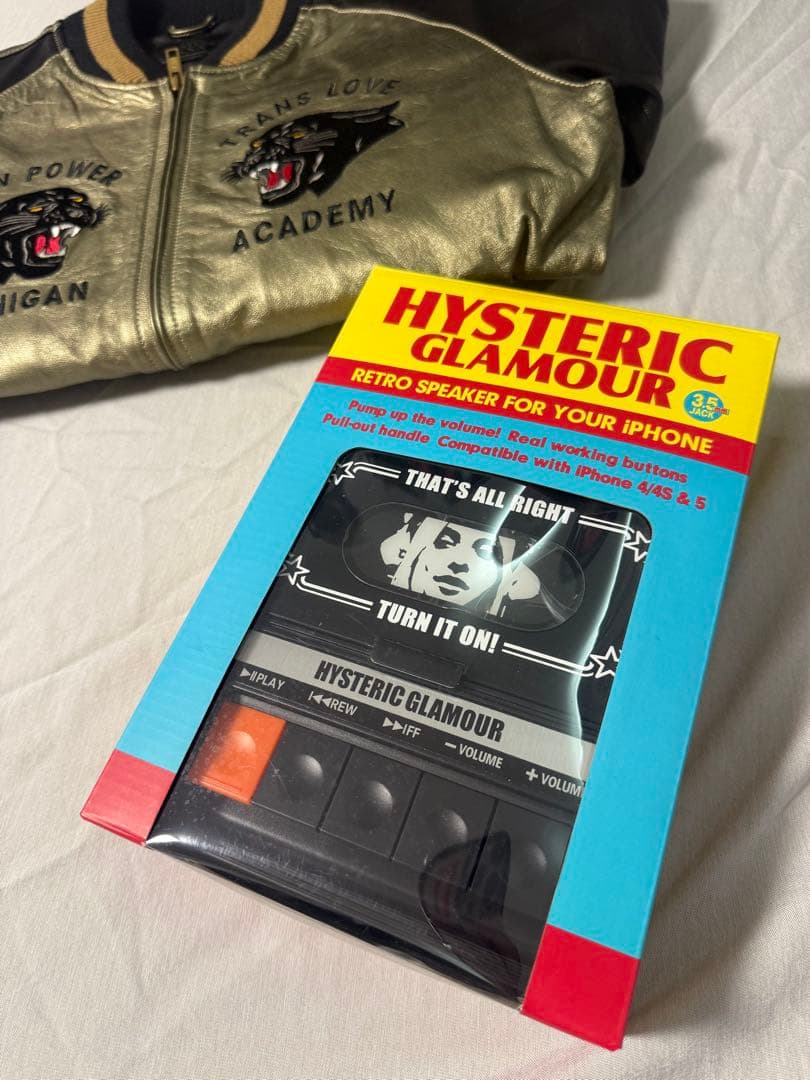 TRANS LOVE
ACADEMY
N POWER
HIGAN
HYSTERIC
GLAMOUR
3.5
JACK
RETRO SPEAKER FOR YOUR iPHONE
Pump up the volume! Real working buttons
Pull-out handle Compatible with iPhone 4/4S & 5
THAT'S ALL RIGHT
TURN IT ON!
HYSTERIC GLAMOUR
▶II PLAY
I◀◀REW
▶▶IFF
– VOLUME
+ VOLUM